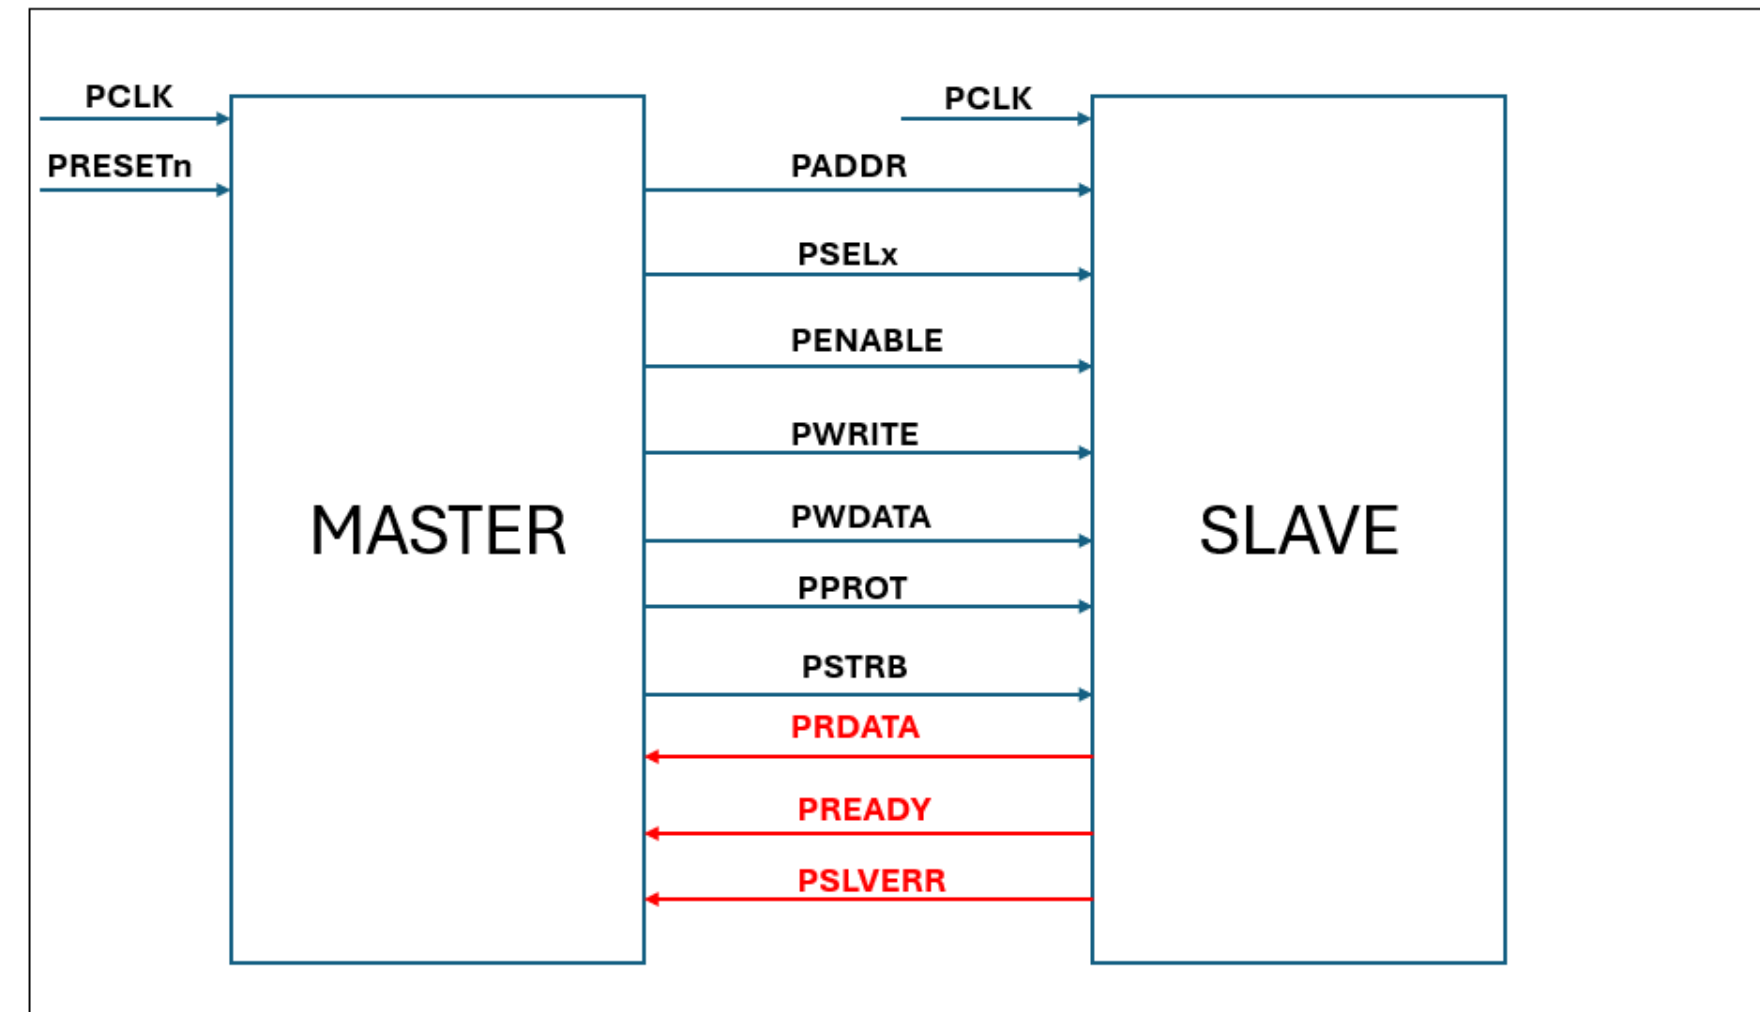 PCLK
PCLK
PRESETn
PADDR
PSELx
PENABLE
PWRITE
PWDATA
MASTER
SLAVE
PPROT
PSTRB
PRDATA
PREADY
PSLVERR